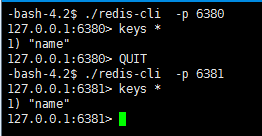 -bash-4.2$ ./redis-cli  -p 6380
127.0.0.1:6380> keys *
1) "name"
127.0.0.1:6380> QUIT
-bash-4.2$ ./redis-cli  -p 6381
127.0.0.1:6381> keys *
1) "name"
127.0.0.1:6381>